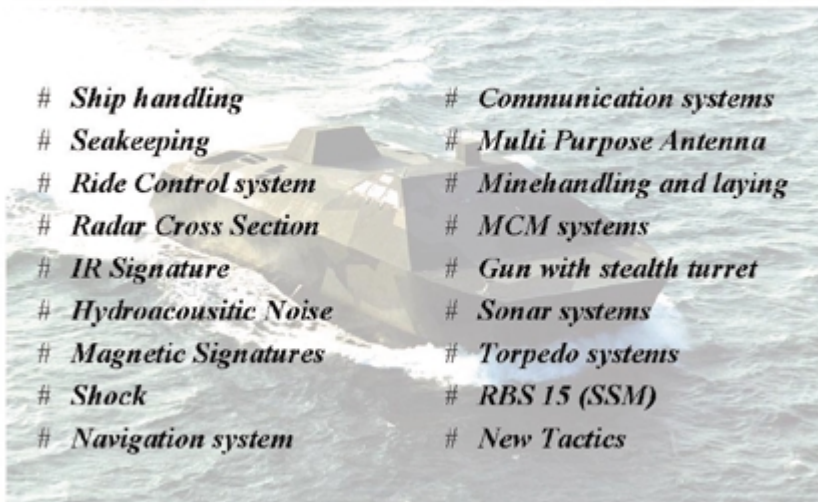 # Ship handling
# Seakeeping
# Ride Control system
# Radar Cross Section
# IR Signature
# Hydroacousitic Noise
# Magnetic Signatures
# Shock
# Navigation system
# Communication systems
# Multi Purpose Antenna
# Minehandling and laying
# MCM systems
# Gun with stealth turret
# Sonar systems
# Torpedo systems
# RBS 15 (SSM)
# New Tactics